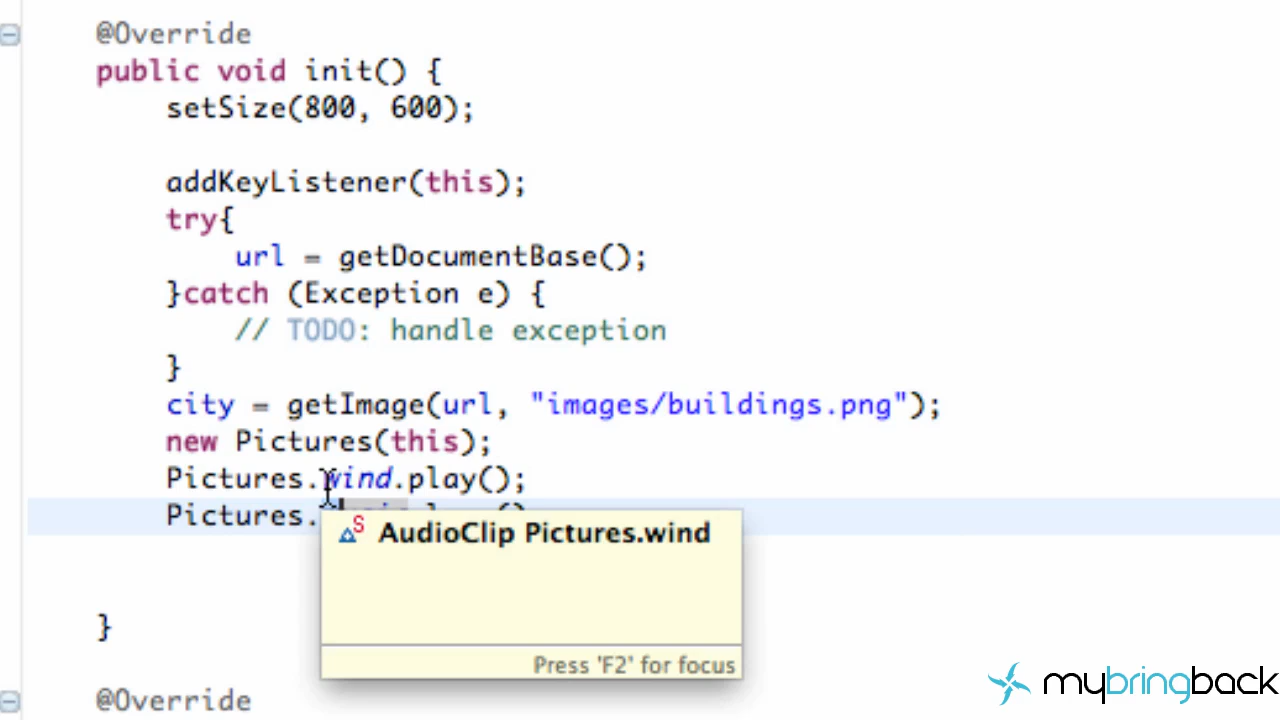 @Override
public void init() {
setSize(800, 600);
addKeyListener(this);
try{
url = getDocumentBase();
}catch (Exception e) {
// TODO: handle exception
}
city = getImage(url, "images/buildings.png");
new Pictures(this);
Pictures.wind.play();
Pictures.
AudioClip Pictures.wind
Press 'F2' for focus
}
@Override
mybringback